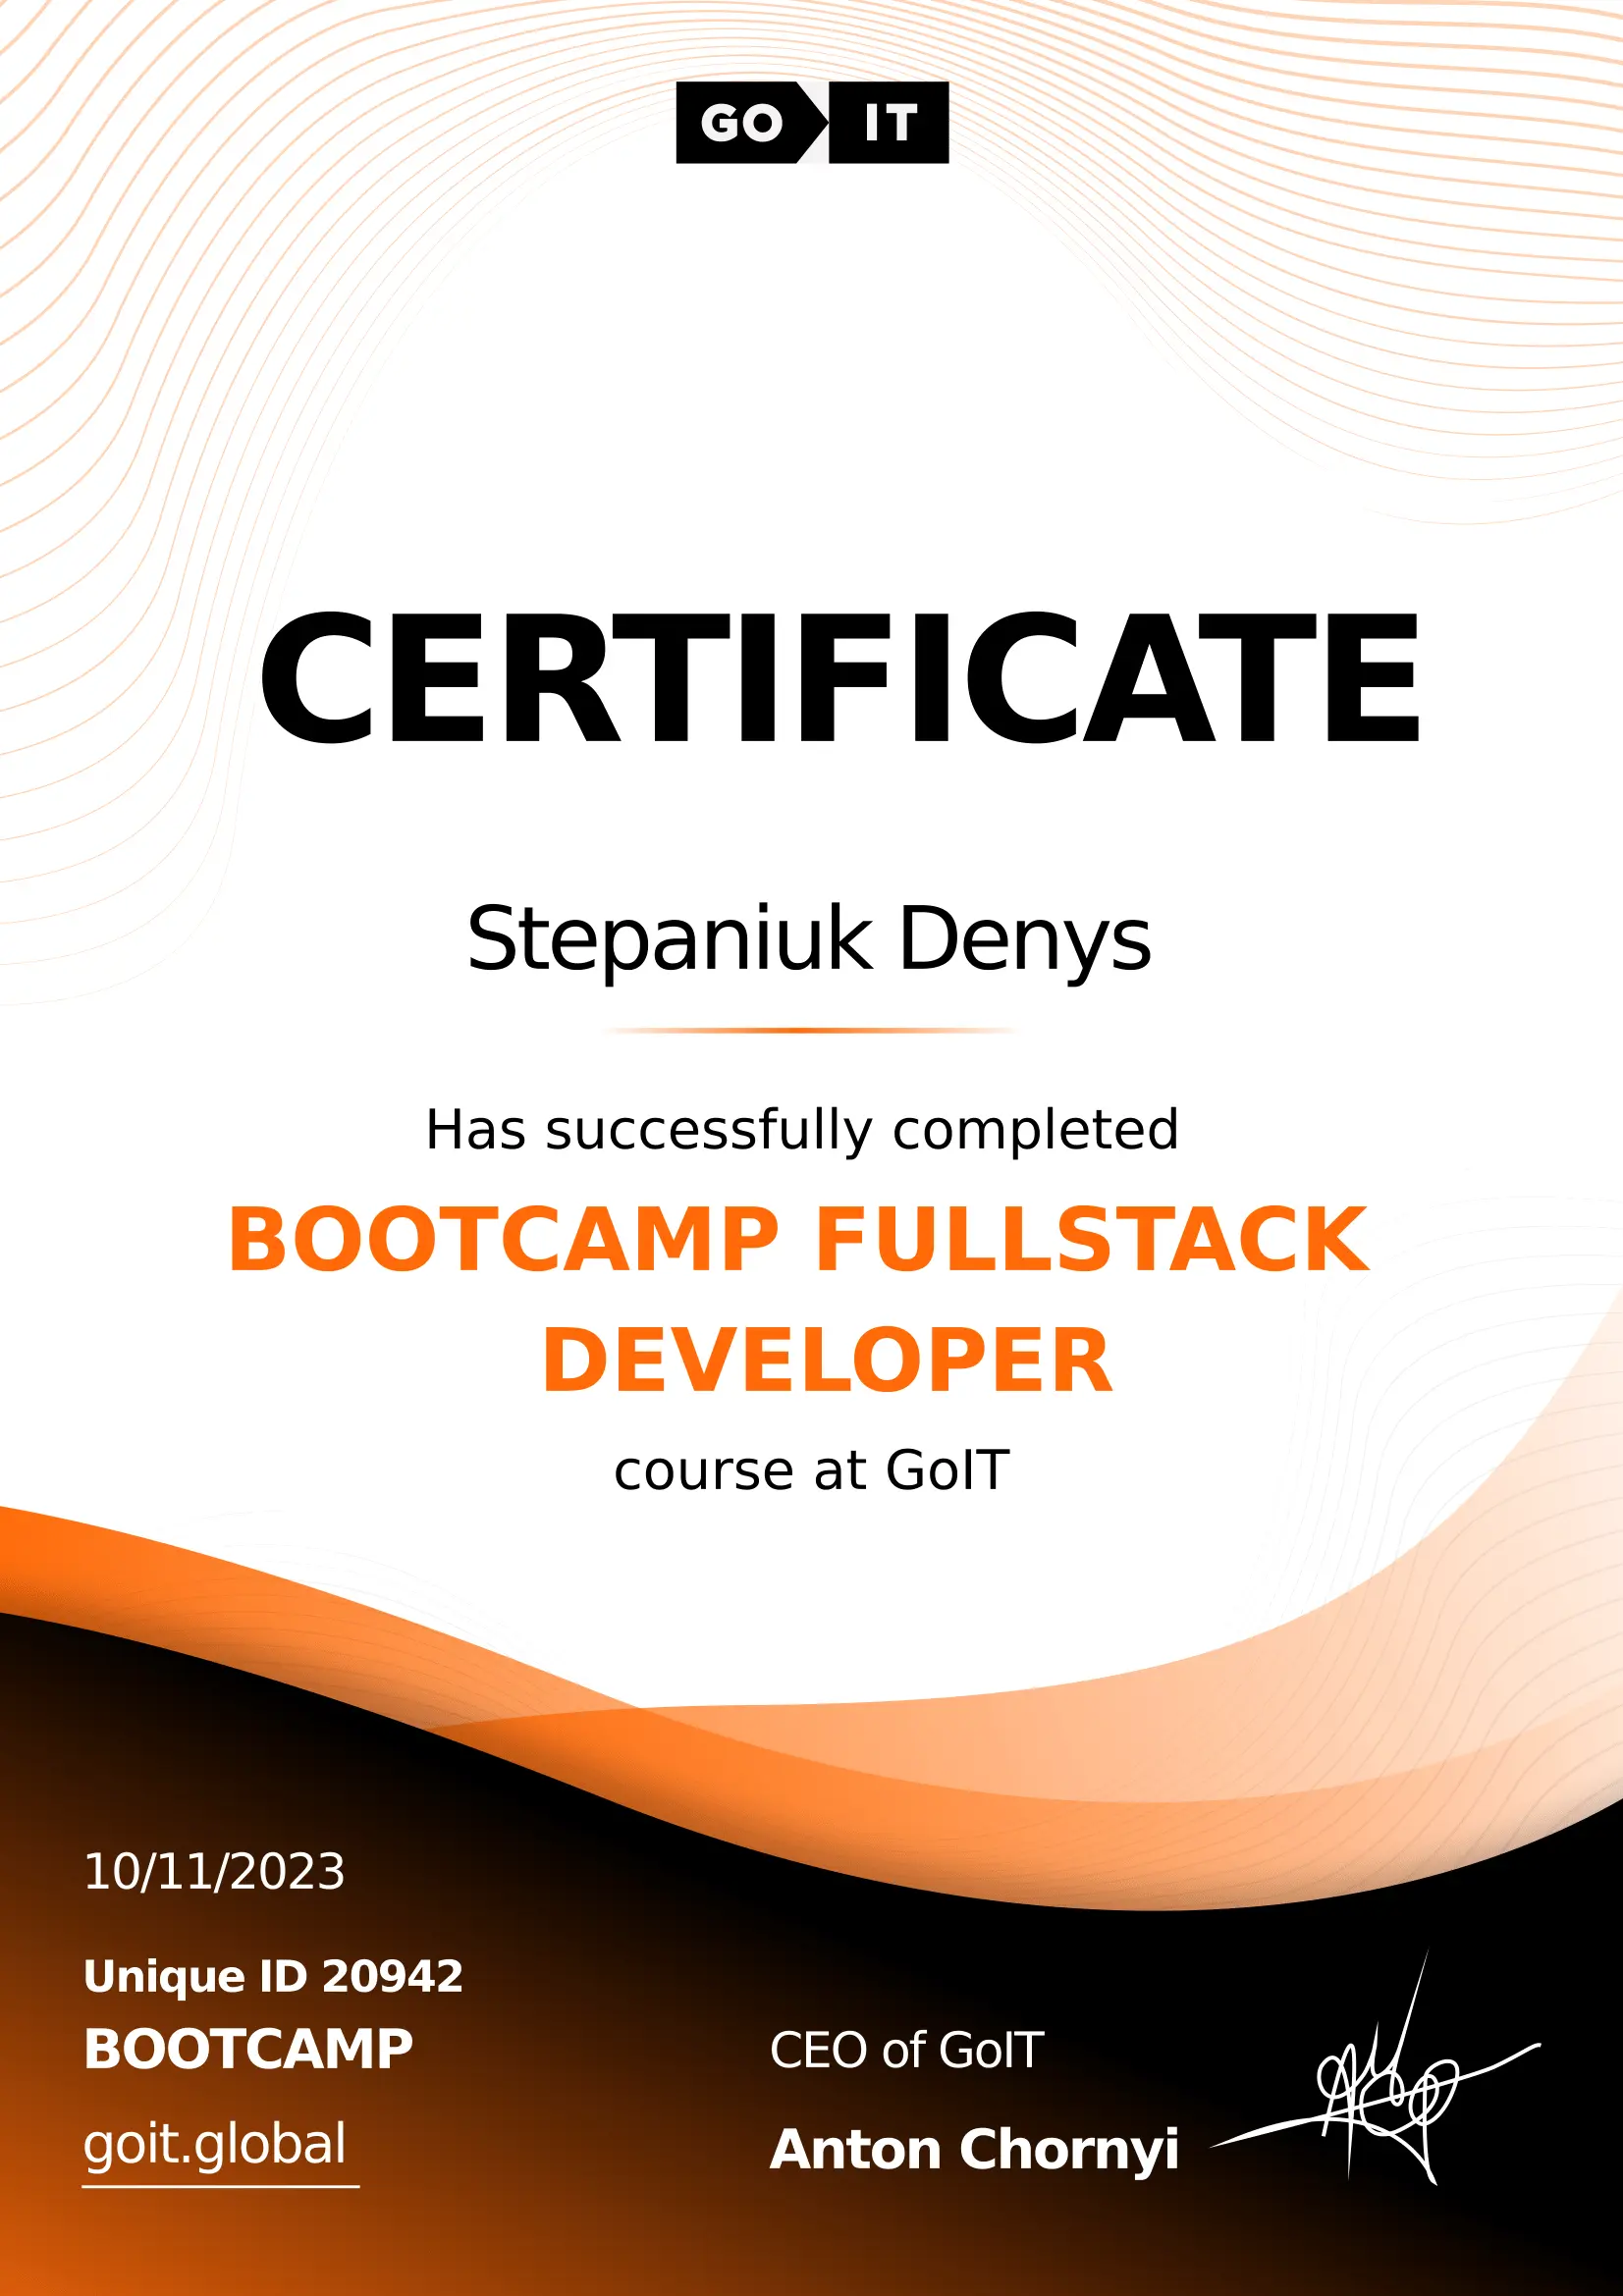 GO IT
CERTIFICATE
Stepaniuk Denys
Has successfully completed
BOOTCAMP FULLSTACK
DEVELOPER
course at GoIT
10/11/2023
Unique ID 20942
BOOTCAMP
goit.global
CEO of GoIT
Anton Chornyi